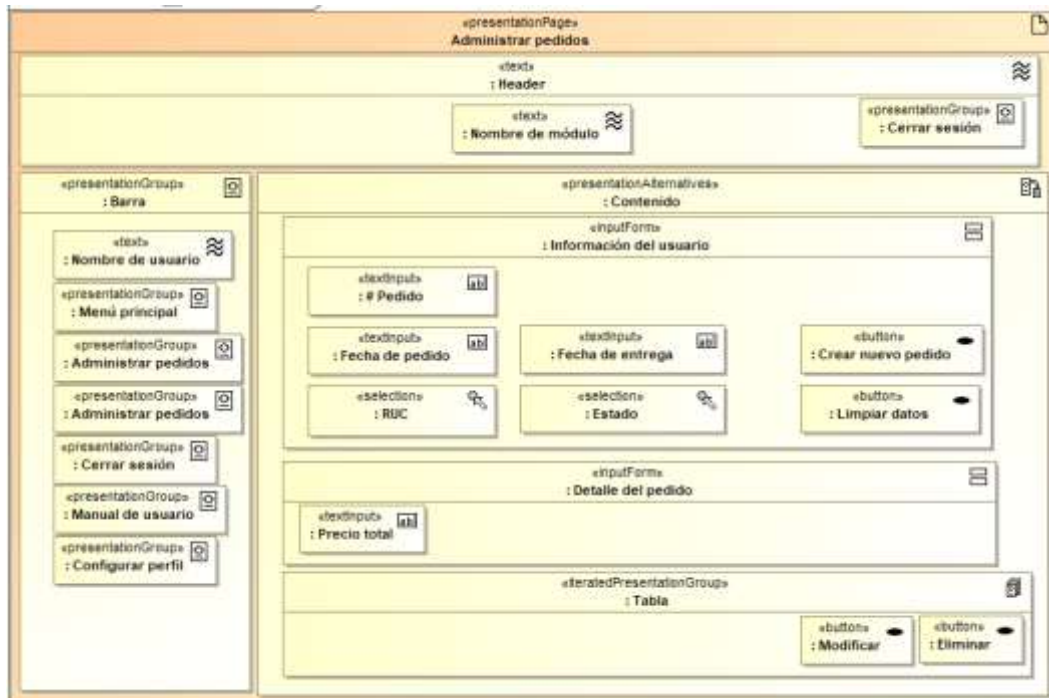 «presentationPage»
Administrar pedidos
«text»
: Header
«text»
: Nombre de módulo
«presentationGroup»
: Cerrar sesión
«presentationGroup»
: Barra
«text»
: Nombre de usuario
«presentationGroup»
: Menú principal
«presentationGroup»
: Administrar pedidos
«presentationGroup»
: Administrar pedidos
«presentationGroup»
: Cerrar sesión
«presentationGroup»
: Manual de usuario
«presentationGroup»
: Configurar perfil
«presentationAlternatives»
: Contenido
«inputForm»
: Información del usuario
«textInput»
: # Pedido
«textInput»
: Fecha de pedido
«textInput»
: Fecha de entrega
«button»
: Crear nuevo pedido
«selection»
: RUC
«selection»
: Estado
«button»
: Limpiar datos
«inputForm»
: Detalle del pedido
«textInput»
: Precio total
«iteratedPresentationGroup»
: Tabla
«button»
: Modificar
«button»
: Eliminar